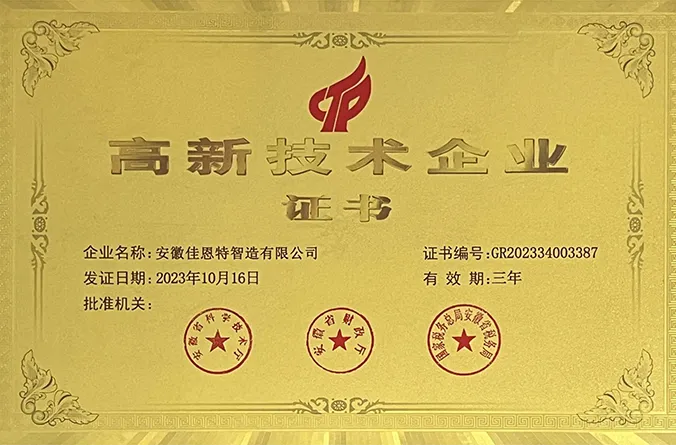 CTP
高新技术企业
证书
企业名称:安徽佳恩特智造有限公司
证书编号:GR202334003387
发证日期:2023年10月16日
有 效 期:三年
批准机关:
安徽省科学技术厅
安徽省财政厅
国家税务总局安徽省税务局